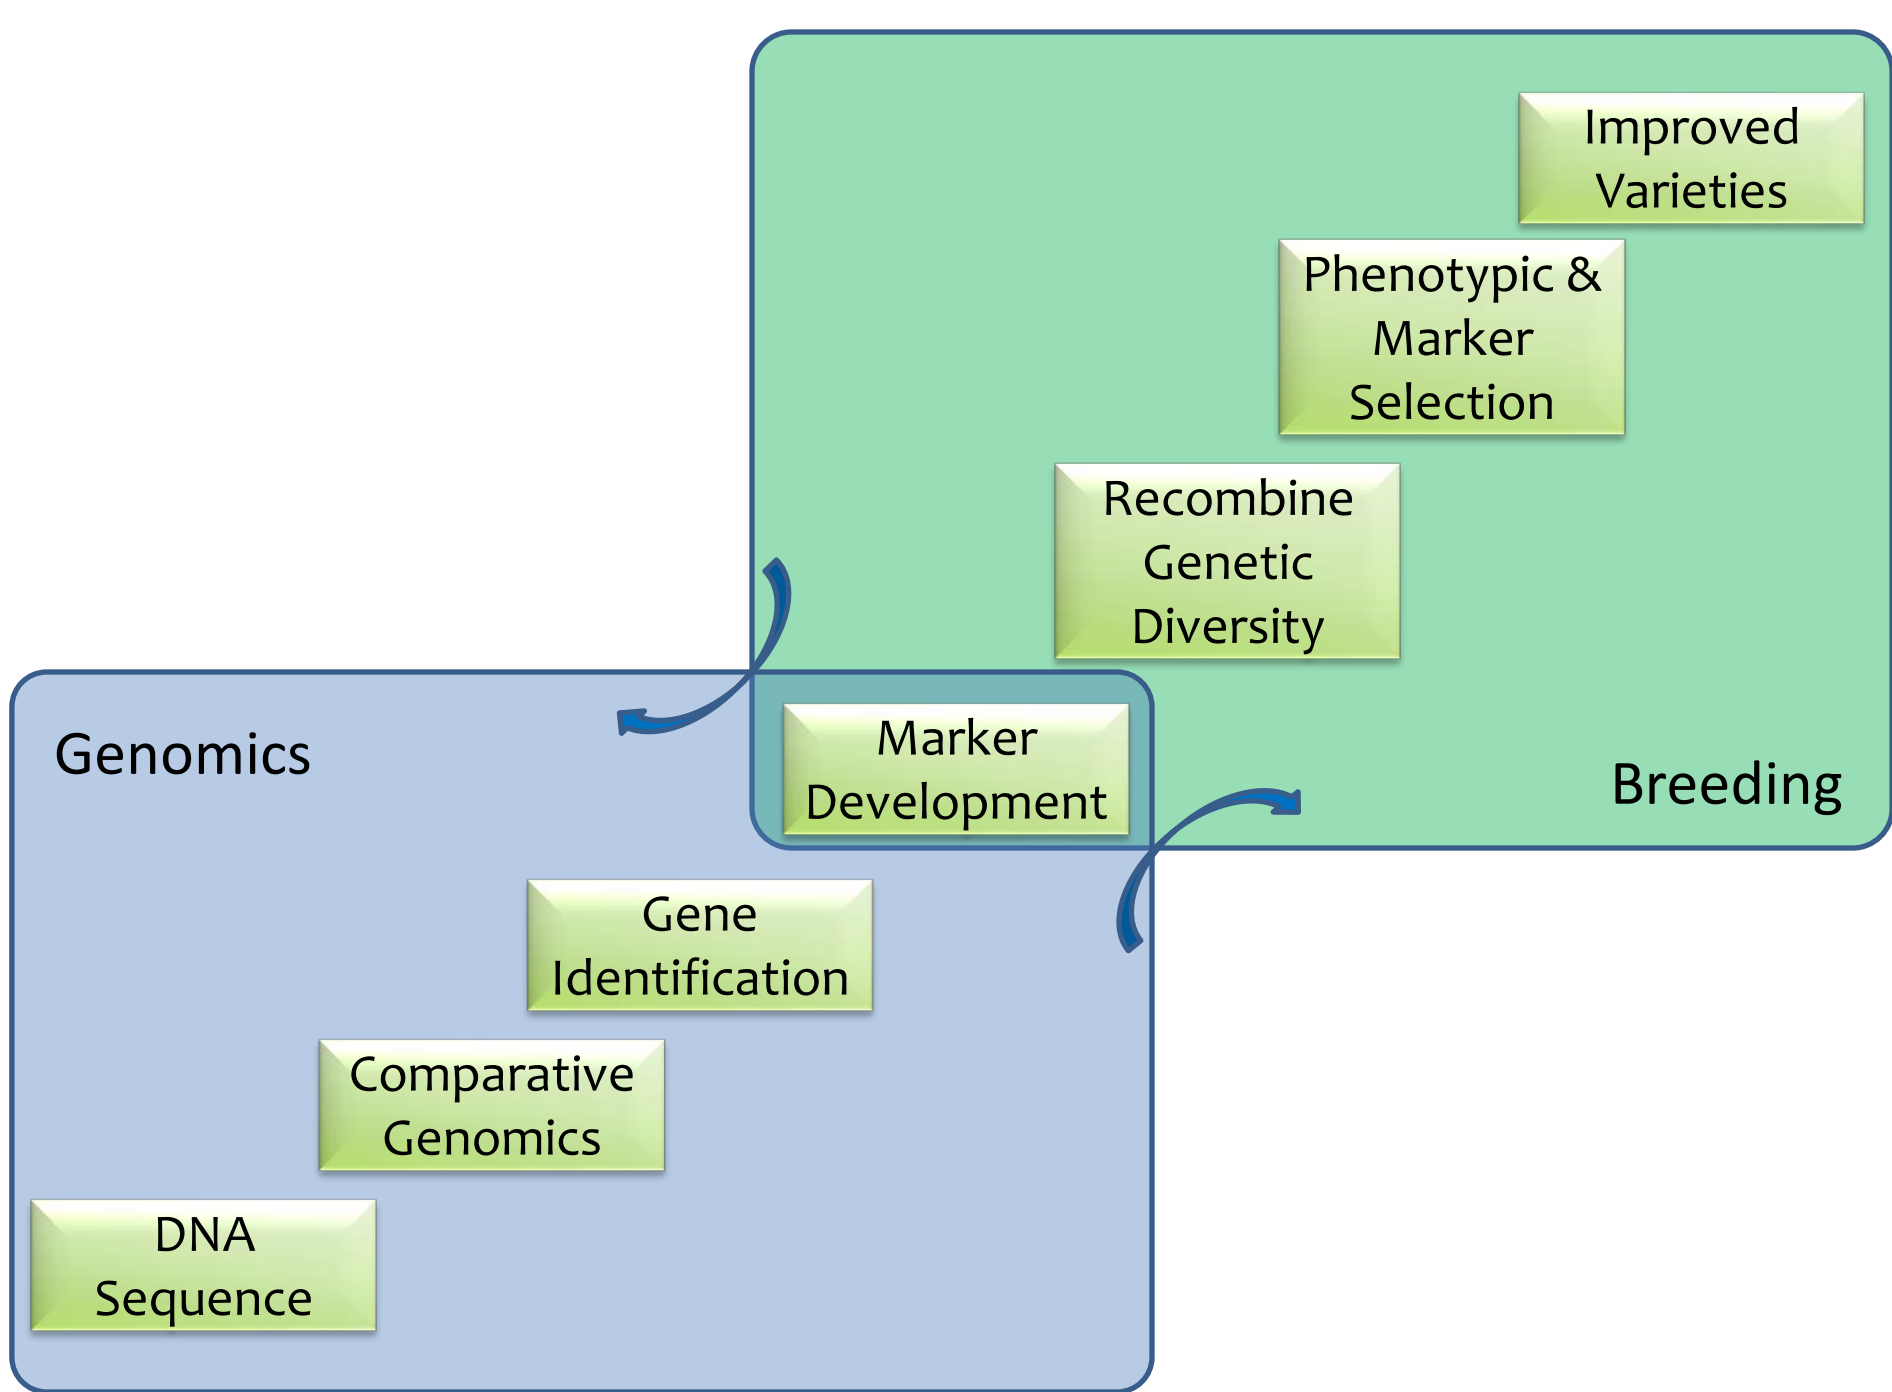 Improved
Varieties
Phenotypic &
Marker
Selection
Recombine
Genetic
Diversity
Genomics
Marker
Development
Breeding
Gene
Identification
Comparative
Genomics
DNA
Sequence